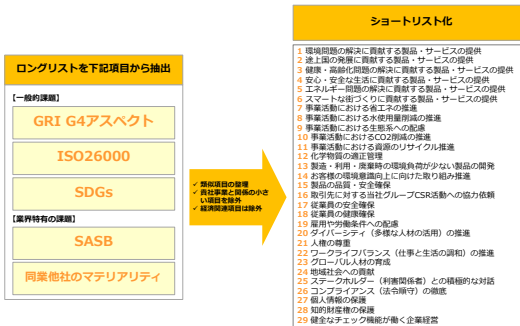 ロングリストを下記項目から抽出
【一般的課題】
GRI G4アスペクト
ISO26000
SDGs
【業界特有の課題】
SASB
同業他社のマテリアリティ
✓ 類似項目の整理
✓ 貴社事業と関係の小さ
い項目を除外
✓ 経済関連項目は除外
ショートリスト化
1 環境問題の解決に貢献する製品・サービスの提供
2 途上国の発展に貢献する製品・サービスの提供
3 健康・高齢化問題の解決に貢献する製品・サービスの提供
4 安心・安全な生活に貢献する製品・サービスの提供
5 エネルギー問題の解決に貢献する製品・サービスの提供
6 スマートな街づくりに貢献する製品・サービスの提供
7 事業活動における省エネの推進
8 事業活動における水使用量削減の推進
9 事業活動における生態系への配慮
10 事業活動におけるCO2削減の推進
11 事業活動における資源のリサイクル推進
12 化学物質の適正管理
13 製造・利用・廃棄時の環境負荷が少ない製品の開発
14 お客様の環境意識向上に向けた取り組み推進
15 製品の品質・安全確保
16 取引先に対する当社グループCSR活動への協力依頼
17 従業員の安全確保
18 従業員の健康確保
19 雇用や労働条件への配慮
20 ダイバーシティ（多様な人材の活用）の推進
21 人権の尊重
22 ワークライフバランス（仕事と生活の調和）の推進
23 グローバル人材の育成
24 地域社会への貢献
25 ステークホルダー（利害関係者）との積極的な対話
26 コンプライアンス（法令順守）の徹底
27 個人情報の保護
28 知的財産権の保護
29 健全なチェック機能が働く企業経営